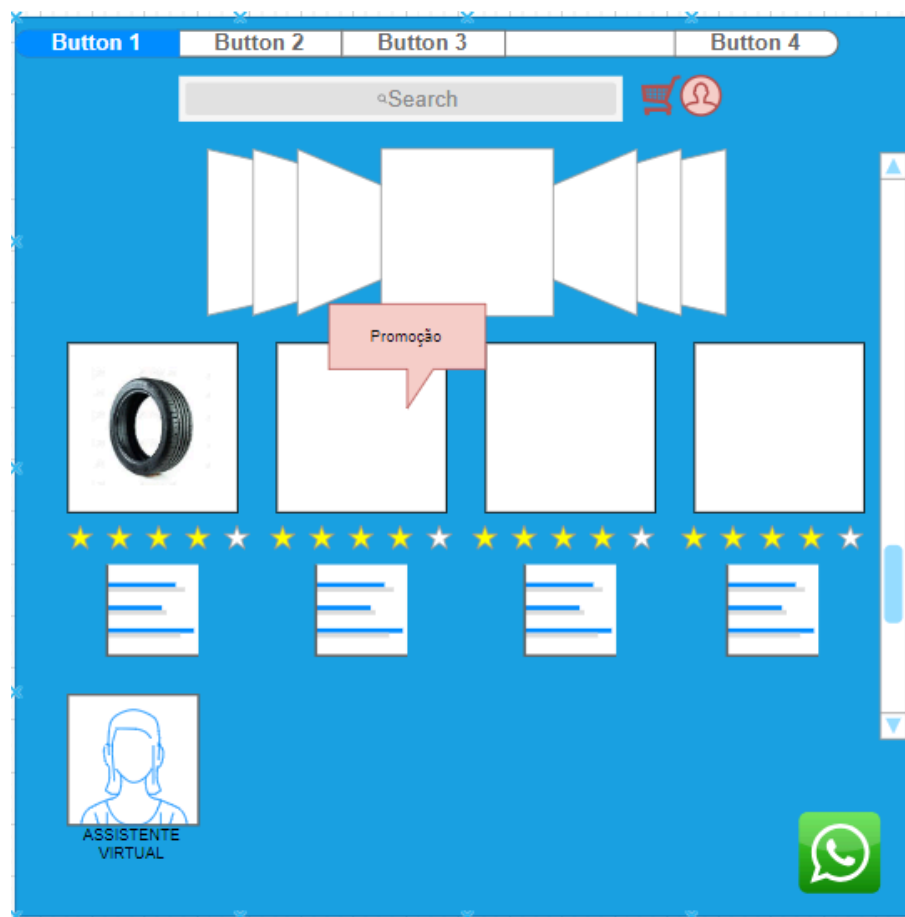 Button 1
Button 2
Button 3
Button 4
Search
Promoção
ASSISTENTE
VIRTUAL